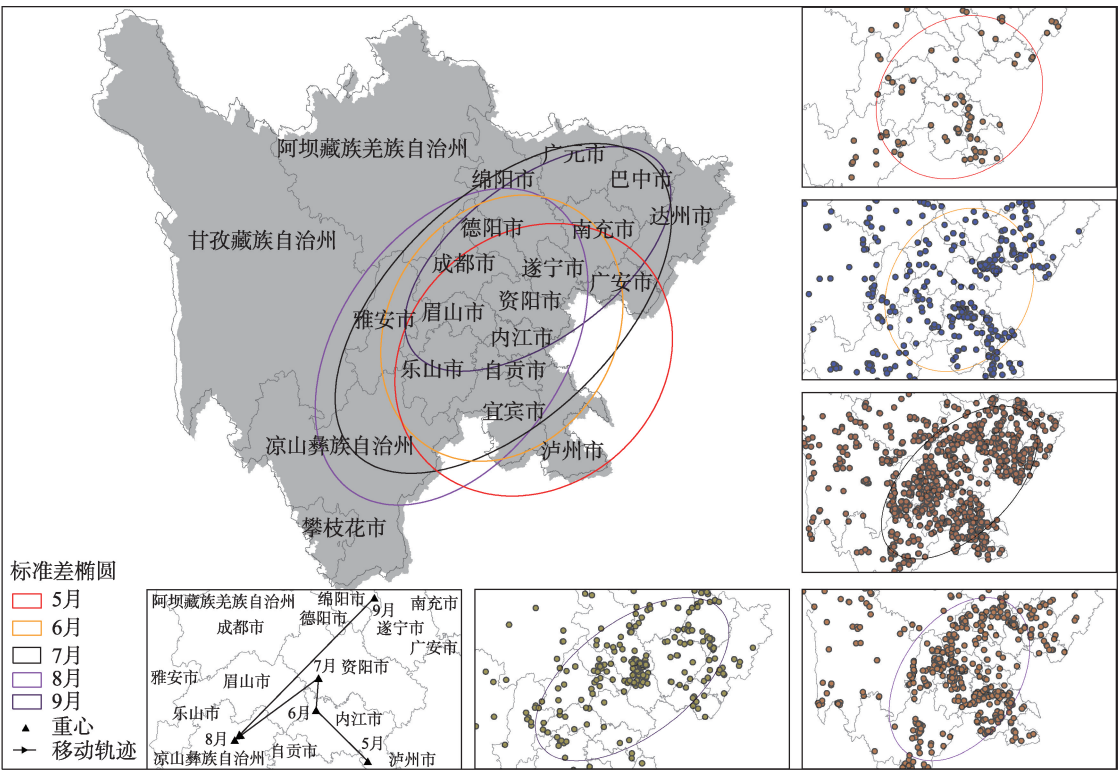 阿坝藏族羌族自治州
广元市
绵阳市
巴中市
达州市
甘孜藏族自治州
德阳市
南充市
成都市
遂宁市
广安市
资阳市
雅安市
眉山市
内江市
乐山市
自贡市
宜宾市
凉山彝族自治州
泸州市
攀枝花市
标准差椭圆
5月
6月
7月
8月
9月
重心
移动轨迹
阿坝藏族羌族自治州
绵阳市
9月
南充市
成都市
德阳市
遂宁市
广安市
7月
资阳市
雅安市
眉山市
乐山市
6月
内江市
8月
5月
凉山彝族自治州
自贡市
泸州市